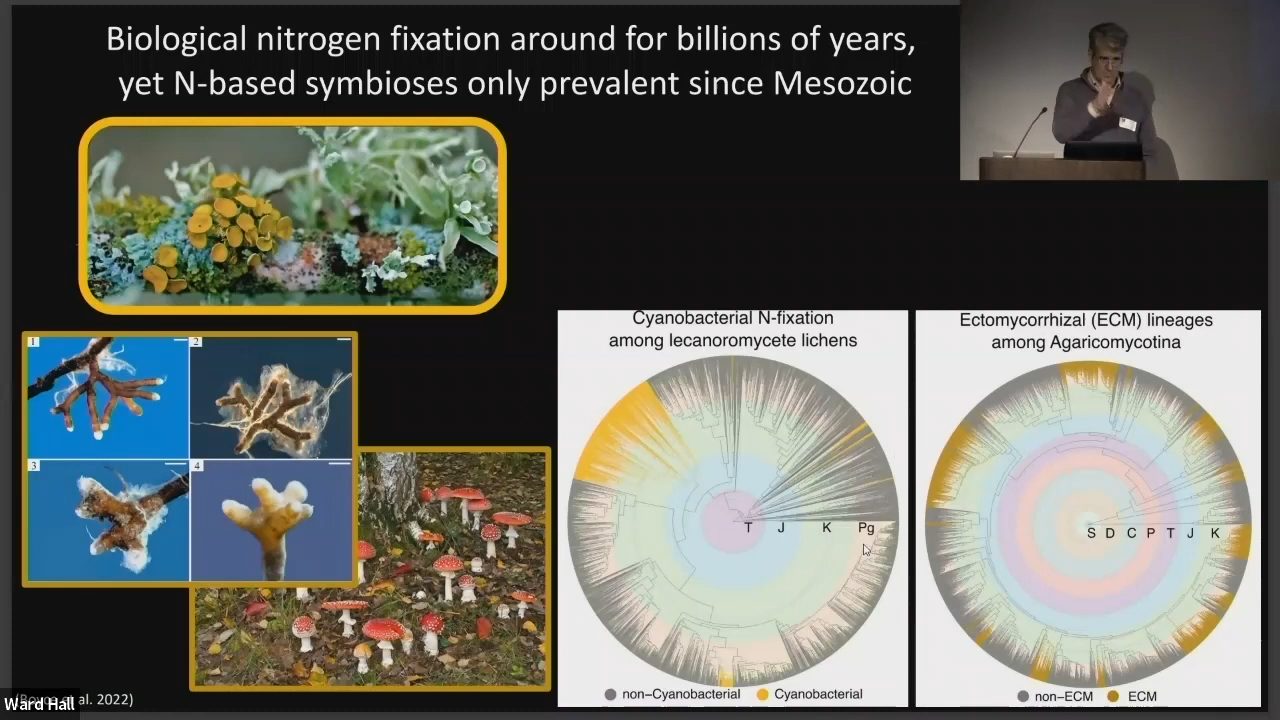 Biological nitrogen fixation around for billions of years,
yet N-based symbioses only prevalent since Mesozoic
1
2
3
4
Cyanobacterial N-fixation
among lecanoromycete lichens
T J K Pg
non-Cyanobacterial Cyanobacterial
Ectomycorrhizal (ECM) lineages
among Agaricomycotina
S D C P T J K
non-ECM ECM
al. 2022)
Ward Hall